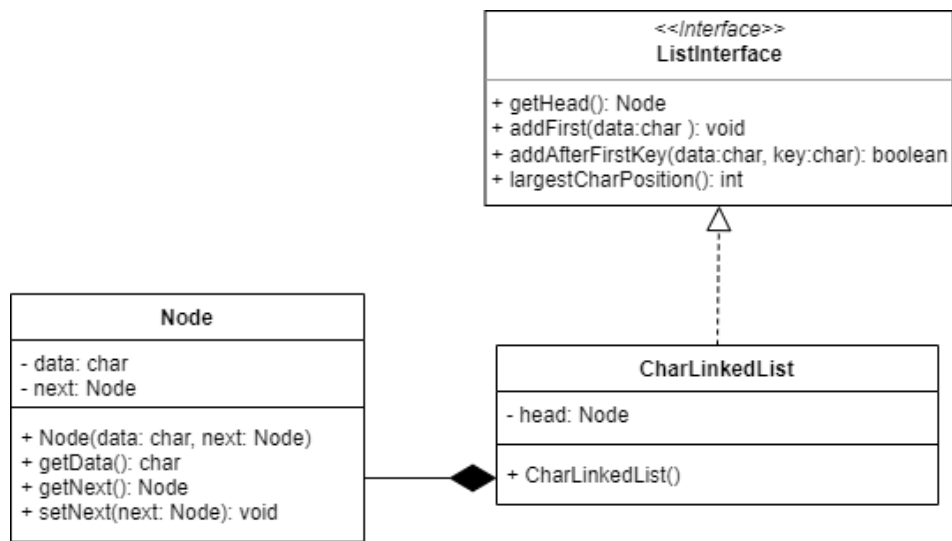 <<Interface>>
ListInterface
+ getHead(): Node
+ addFirst(data:char ): void
+ addAfterFirstKey(data:char, key:char): boolean
+ largestCharPosition(): int
Node
- data: char
- next: Node
+ Node(data: char, next: Node)
+ getData(): char
+ getNext(): Node
+ setNext(next: Node): void
CharLinkedList
- head: Node
+ CharLinkedList()